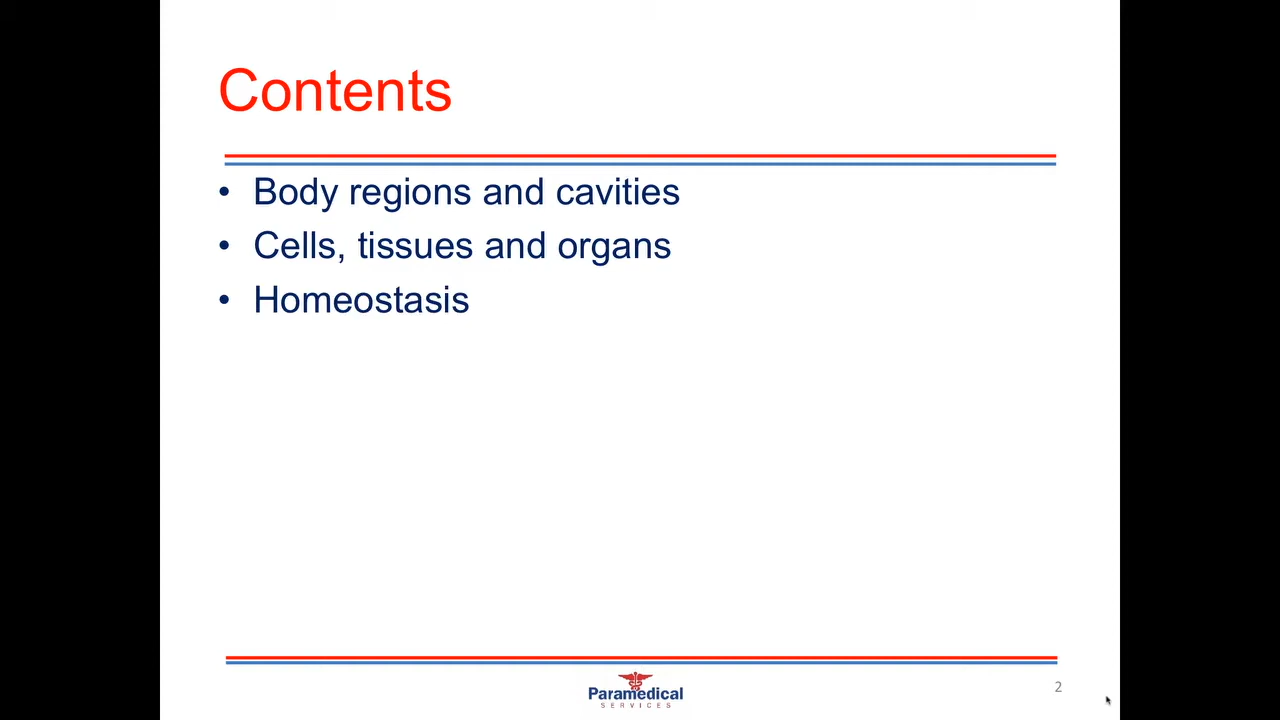 Contents
• Body regions and cavities
• Cells, tissues and organs
• Homeostasis
Paramedical
SERVICES
2